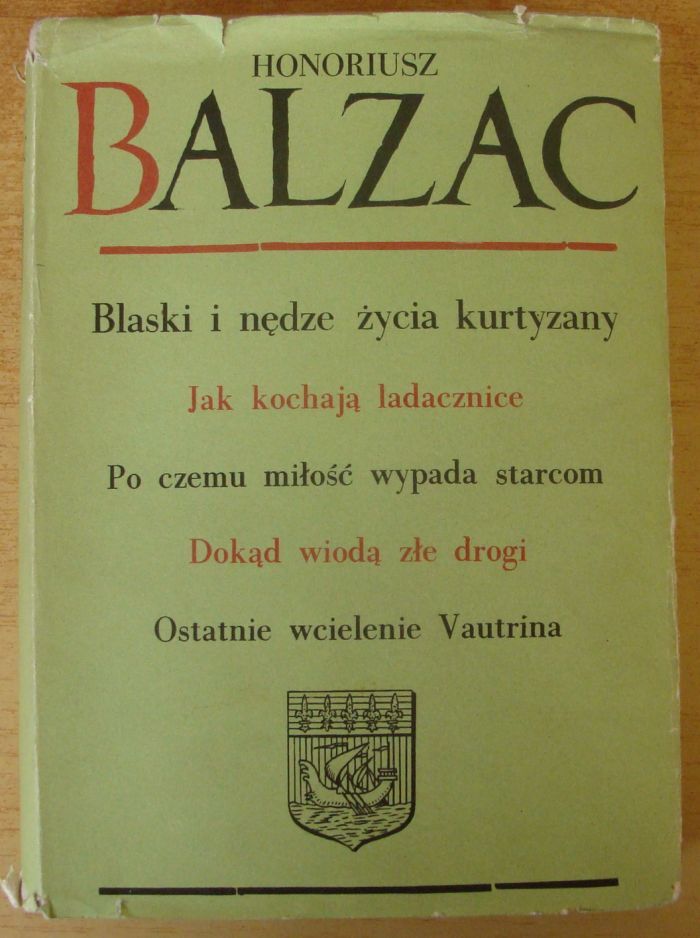 HONORIUSZ
BALZAC
Blaski i nędze życia kurtyzany
Jak kochają ladacznice
Po czemu miłość wypada starcom
Dokąd wiodą złe drogi
Ostatnie wcielenie Vautrina